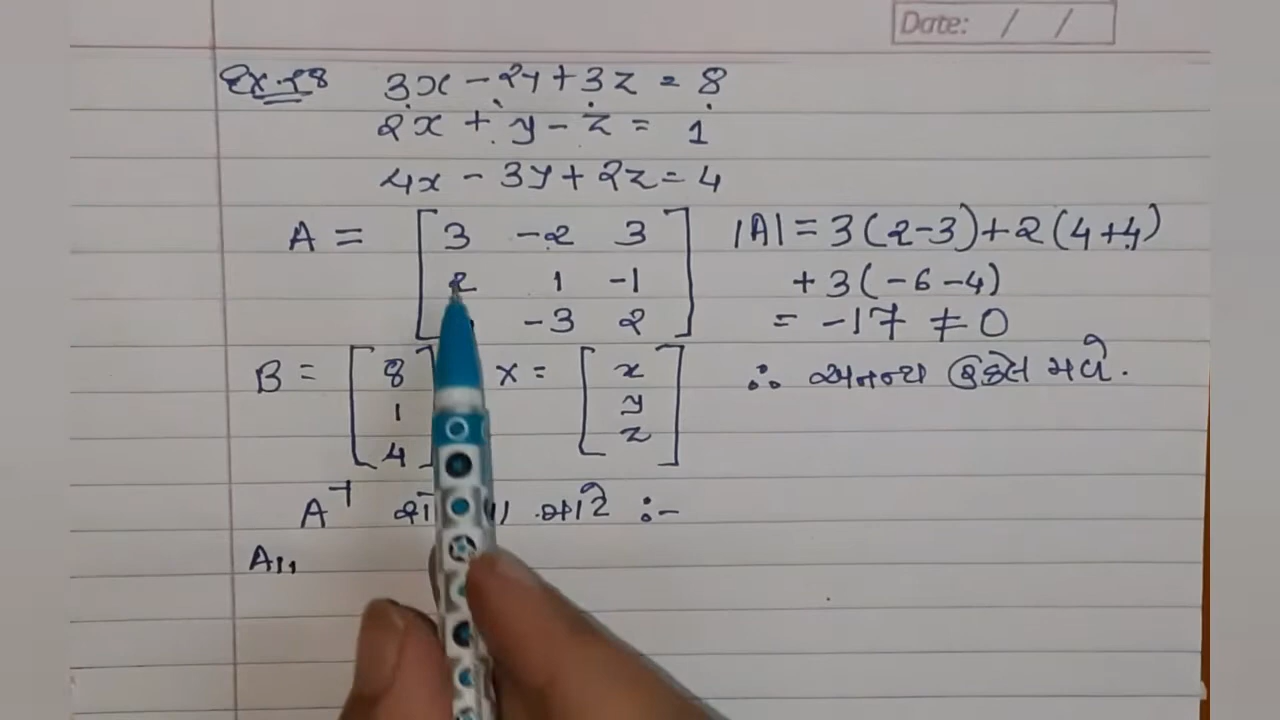 Date: / /
Ex. 28 3x - 2y + 3z = 8
2x + y - z = 1
4x - 3y + 2z = 4
A = [ 3 -2 3 |A| = 3(2-3)+2(4+4)
2 1 -1 + 3(-6-4)
-3 2 ] = -17 ≠ 0
B = [ 8 x = [ x ∴ અનન્ય ઉકેલ મળે.
1 y
4 z ]
A⁻¹ માટે :-
A₁₁